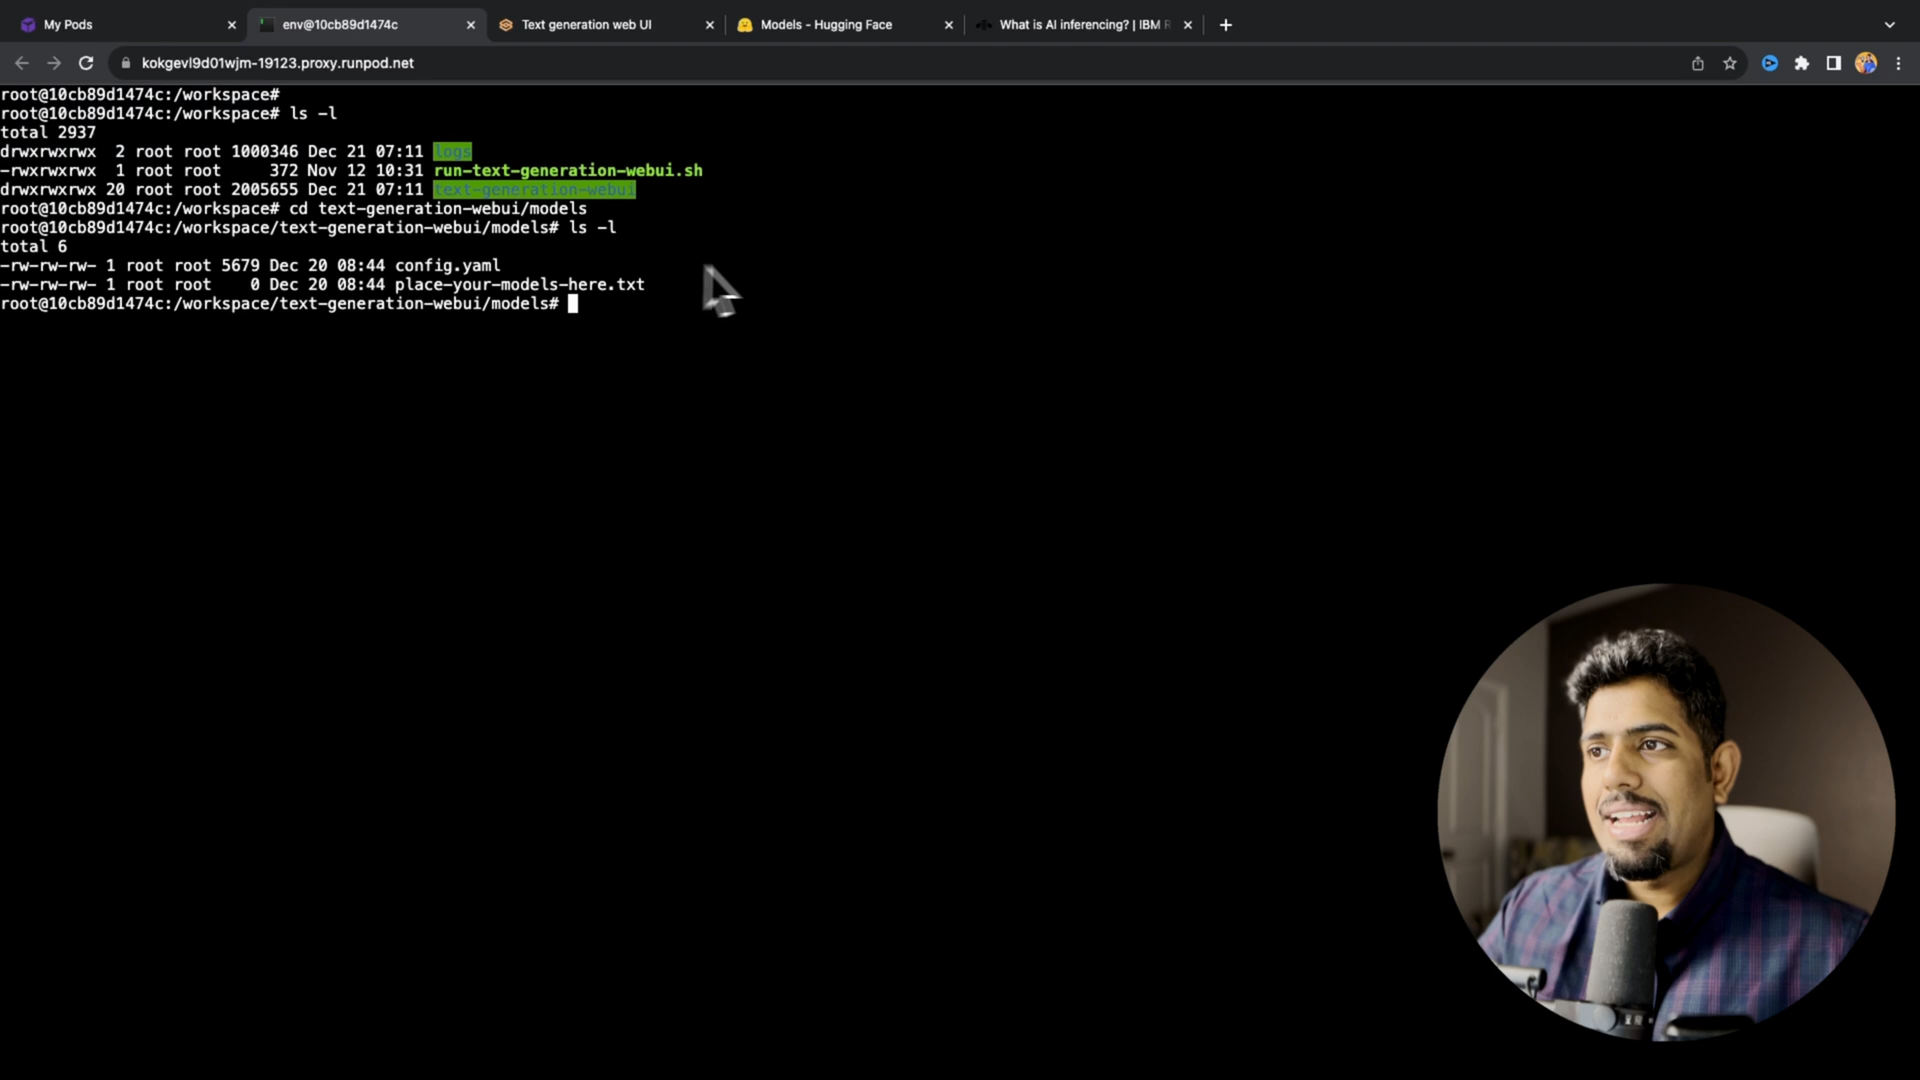 My Pods
env@10cb89d1474c
Text generation web UI
Models - Hugging Face
What is AI inferencing? | IBM R
kokgevl9d01wjm-19123.proxy.runpod.net
root@10cb89d1474c:/workspace#
root@10cb89d1474c:/workspace# ls -l
total 2937
drwxrwxrwx  2 root root 1000346 Dec 21 07:11 logs
-rwxrwxrwx  1 root root     372 Nov 12 10:31 run-text-generation-webui.sh
drwxrwxrwx 20 root root 2005655 Dec 21 07:11 text-generation-webui
root@10cb89d1474c:/workspace# cd text-generation-webui/models
root@10cb89d1474c:/workspace/text-generation-webui/models# ls -l
total 6
-rw-rw-rw- 1 root root 5679 Dec 20 08:44 config.yaml
-rw-rw-rw- 1 root root    0 Dec 20 08:44 place-your-models-here.txt
root@10cb89d1474c:/workspace/text-generation-webui/models#